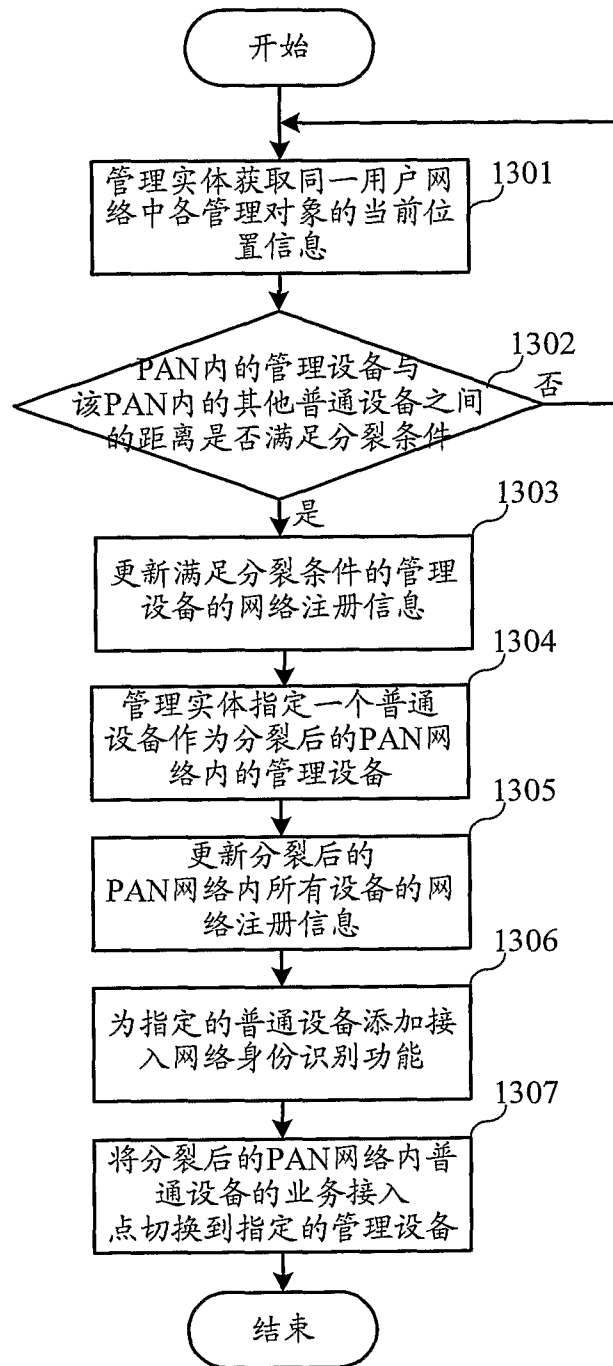 开始
管理实体获取同一用户网
络中各管理对象的当前位
置信息
1301
PAN内的管理设备与
该PAN内的其他普通设备之间
的距离是否满足分裂条件
1302
否
是
更新满足分裂条件的管理
设备的网络注册信息
1303
管理实体指定一个普通
设备作为分裂后的PAN网
络内的管理设备
1304
更新分裂后的
PAN网络内所有设备的网
络注册信息
1305
为指定的普通设备添加接
入网络身份识别功能
1306
将分裂后的PAN网络内普
通设备的业务接入
点切换到指定的管理设备
1307
结束